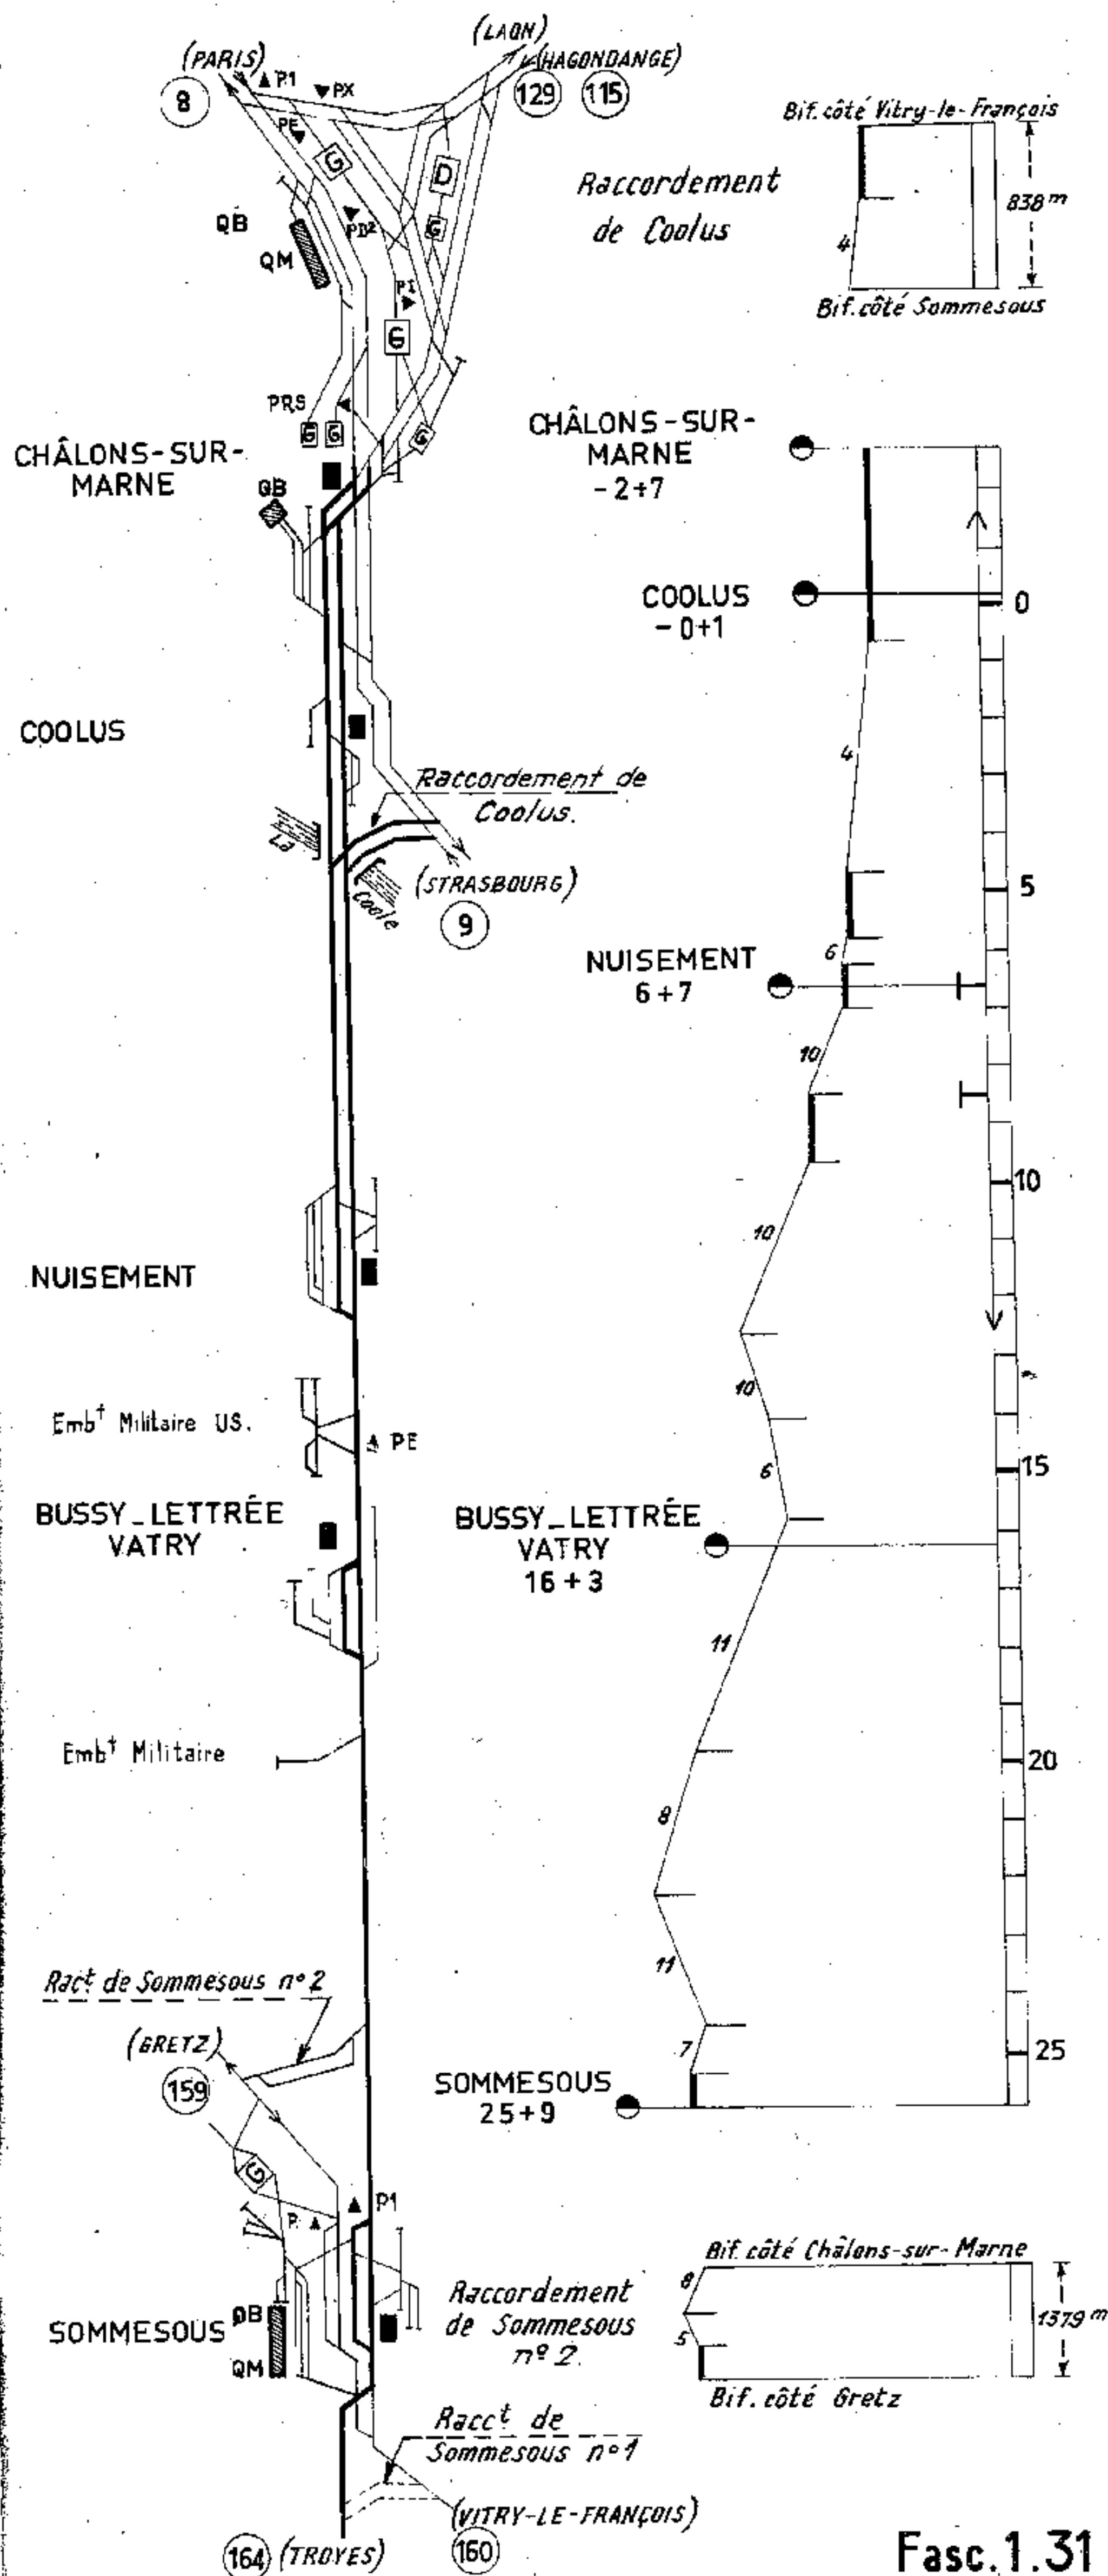 (LAON)
(PARIS)
(HAGONDANGE)
8
P1
PX
129
115
PE
G
D
G
QB
QM
PD2
P1
G
PRS
G
G
G
CHÂLONS-SUR-
MARNE
QB
COOLUS
Raccordement de
Coolus.
La
Coole
(STRASBOURG)
9
NUISEMENT
Embt Militaire US.
PE
BUSSY_LETTRÉE
VATRY
Embt Militaire
Ract de Sommesous nº2
(GRETZ)
159
G
P.
P1
SOMMESOUS
QB
QM
Racct de
Sommesous nº1
(VITRY-LE-FRANÇOIS)
160
164
(TROYES)
Bif. côté Vitry-le-François
Raccordement
de Coolus
838m
4
Bif. côté Sommesous
CHÂLONS-SUR-
MARNE
-2+7
COOLUS
-0+1
0
4
5
NUISEMENT
6+7
6
10
10
10
10
6
15
BUSSY_LETTRÉE
VATRY
16+3
11
20
8
11
7
25
SOMMESOUS
25+9
Bif. côté Châlons-sur-Marne
Raccordement
de Sommesous
nº 2.
8
5
1379m
Bif. côté Gretz
Fasc.1.31